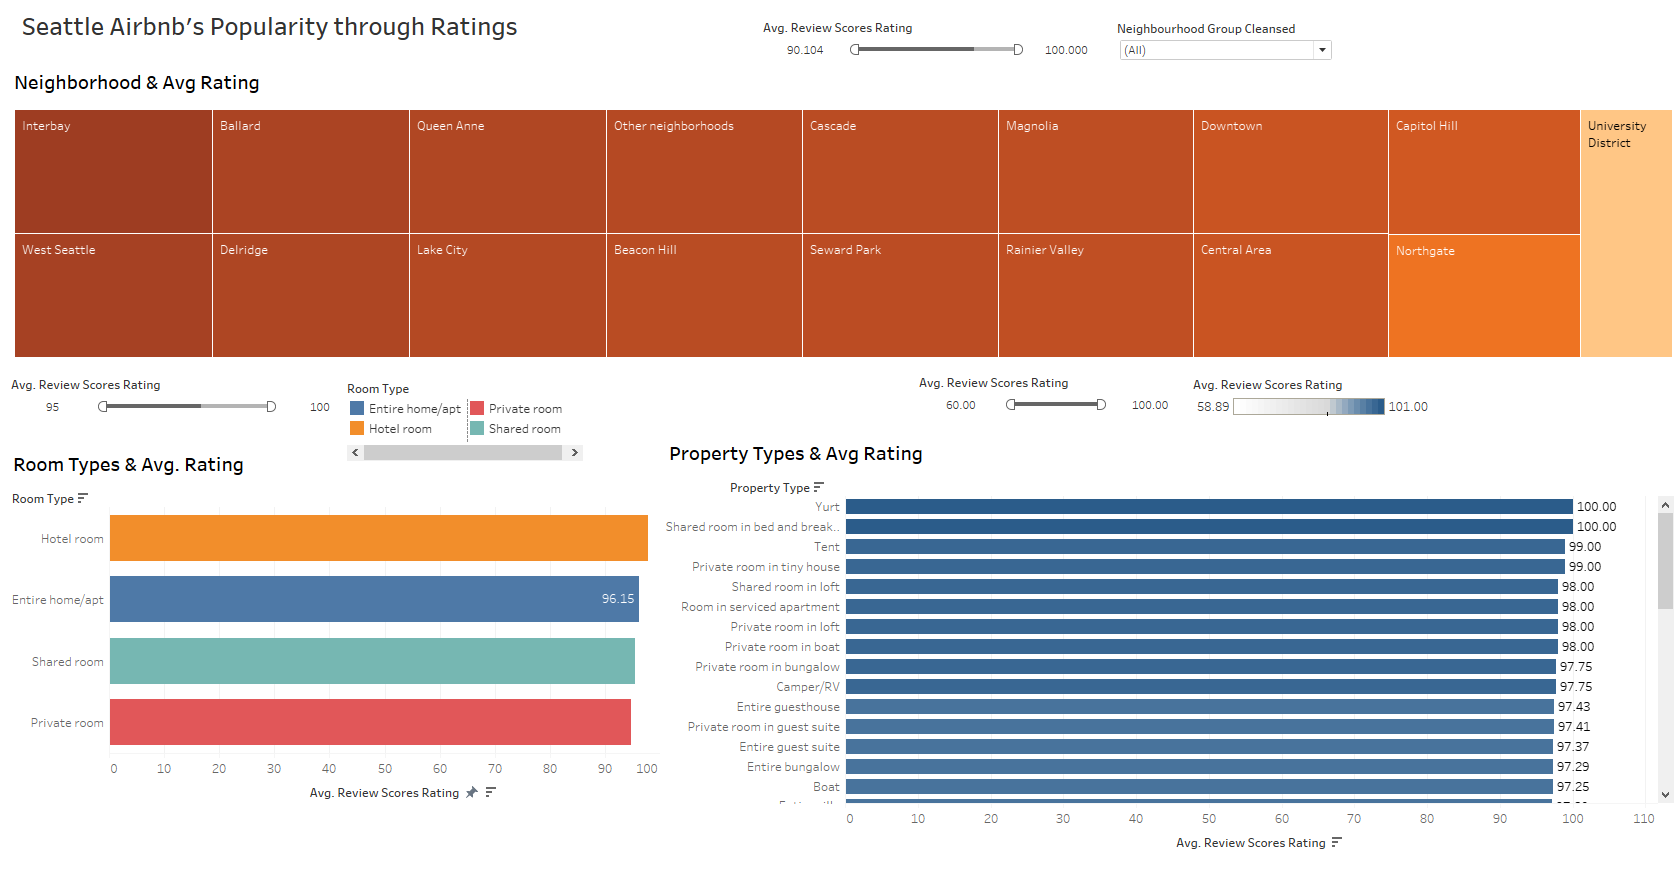 Seattle Airbnb's Popularity through Ratings
Avg. Review Scores Rating
90.104
100.000
Neighbourhood Group Cleansed
(All)
Neighborhood & Avg Rating
Interbay
Ballard
Queen Anne
Other neighborhoods
Cascade
Magnolia
Downtown
Capitol Hill
University
District
West Seattle
Delridge
Lake City
Beacon Hill
Seward Park
Rainier Valley
Central Area
Northgate
Avg. Review Scores Rating
95
100
Room Type
Entire home/apt
Private room
Hotel room
Shared room
Avg. Review Scores Rating
60.00
100.00
Avg. Review Scores Rating
58.89
101.00
Room Types & Avg. Rating
Room Type
Hotel room
Entire home/apt
96.15
Shared room
Private room
0 10 20 30 40 50 60 70 80 90 100
Avg. Review Scores Rating
Property Types & Avg Rating
Property Type
Yurt 100.00
Shared room in bed and break.. 100.00
Tent 99.00
Private room in tiny house 99.00
Shared room in loft 98.00
Room in serviced apartment 98.00
Private room in loft 98.00
Private room in boat 98.00
Private room in bungalow 97.75
Camper/RV 97.75
Entire guesthouse 97.43
Private room in guest suite 97.41
Entire guest suite 97.37
Entire bungalow 97.29
Boat 97.25
0 10 20 30 40 50 60 70 80 90 100 110
Avg. Review Scores Rating